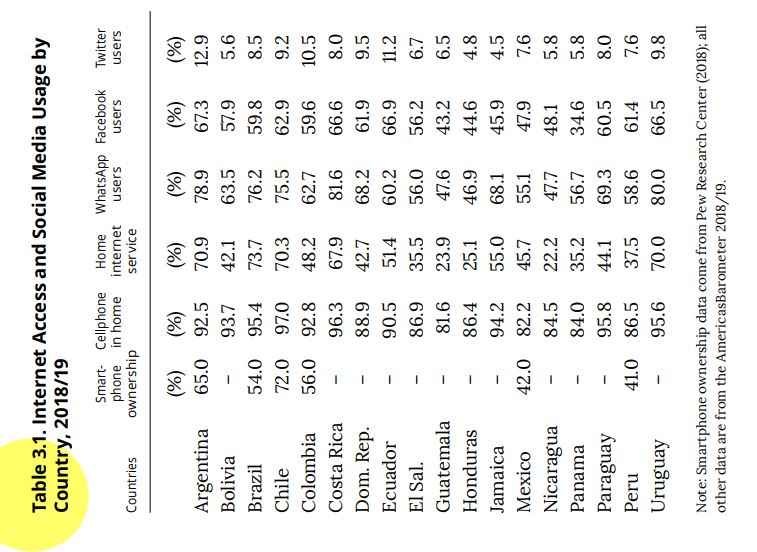 Table 3.1. Internet Access and Social Media Usage by
Country, 2018/19
Countries Smart-phone ownership Cellphone in home Home internet service WhatsApp users Facebook users Twitter users
(%) (%) (%) (%) (%) (%)
Argentina 65.0 92.5 70.9 78.9 67.3 12.9
Bolivia – 93.7 42.1 63.5 57.9 5.6
Brazil 54.0 95.4 73.7 76.2 59.8 8.5
Chile 72.0 97.0 70.3 75.5 62.9 9.2
Colombia 56.0 92.8 48.2 62.7 59.6 10.5
Costa Rica – 96.3 67.9 81.6 66.6 8.0
Dom. Rep. – 88.9 42.7 68.2 61.9 9.5
Ecuador – 90.5 51.4 60.2 66.9 11.2
El Sal. – 86.9 35.5 56.0 56.2 6.7
Guatemala – 81.6 23.9 47.6 43.2 6.5
Honduras – 86.4 25.1 46.9 44.6 4.8
Jamaica – 94.2 55.0 68.1 45.9 4.5
Mexico 42.0 82.2 45.7 55.1 47.9 7.6
Nicaragua – 84.5 22.2 47.7 48.1 5.8
Panama – 84.0 35.2 56.7 34.6 5.8
Paraguay – 95.8 44.1 69.3 60.5 8.0
Peru 41.0 86.5 37.5 58.6 61.4 7.6
Uruguay – 95.6 70.0 80.0 66.5 9.8
Note: Smartphone ownership data come from Pew Research Center (2018); all
other data are from the AmericasBarometer 2018/19.